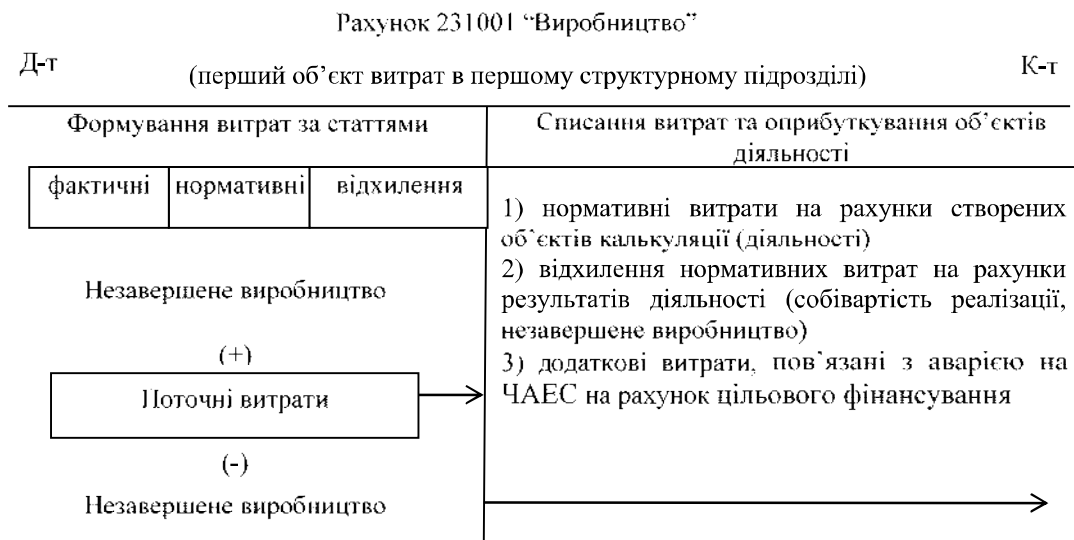 Рахунок 231001 “Виробництво”
Д-т
(перший об’єкт витрат в першому структурному підрозділі)
К-т
Формування витрат за статтями
Списання витрат та оприбуткування об’єктів
діяльності
фактичні нормативні відхилення
1) нормативні витрати на рахунки створених
об’єктів калькуляції (діяльності)
2) відхилення нормативних витрат на рахунки
результатів діяльності (собівартість реалізації,
незавершене виробництво)
3) додаткові витрати, пов`язані з аварією на
ЧАЕС на рахунок цільового фінансування
Незавершене виробництво
(+)
Поточні витрати
(-)
Незавершене виробництво